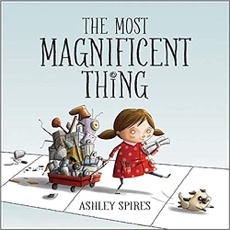 THE MOST
MAGNIFICENT
THING
ASHLEY SPIRES